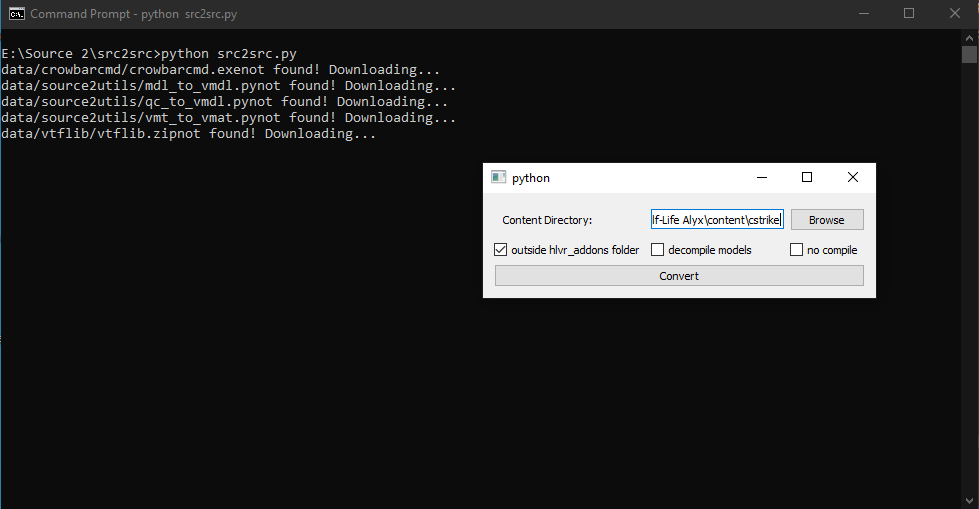 Command Prompt - python  src2src.py
E:\Source 2\src2src>python src2src.py
data/crowbarcmd/crowbarcmd.exenot found! Downloading...
data/source2utils/mdl_to_vmdl.pynot found! Downloading...
data/source2utils/qc_to_vmdl.pynot found! Downloading...
data/source2utils/vmt_to_vmat.pynot found! Downloading...
data/vtflib/vtflib.zipnot found! Downloading...
python
Content Directory: lf-Life Alyx\content\cstrike Browse
outside hlvr_addons folder decompile models no compile
Convert